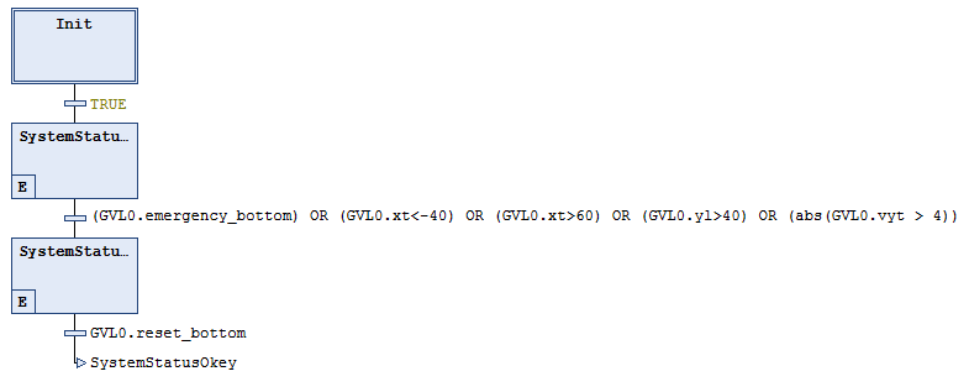 Init
TRUE
SystemStatu…
E
(GVL0.emergency_bottom) OR (GVL0.xt<-40) OR (GVL0.xt>60) OR (GVL0.yl>40) OR (abs(GVL0.vyt > 4))
SystemStatu…
E
GVL0.reset_bottom
SystemStatusOkey